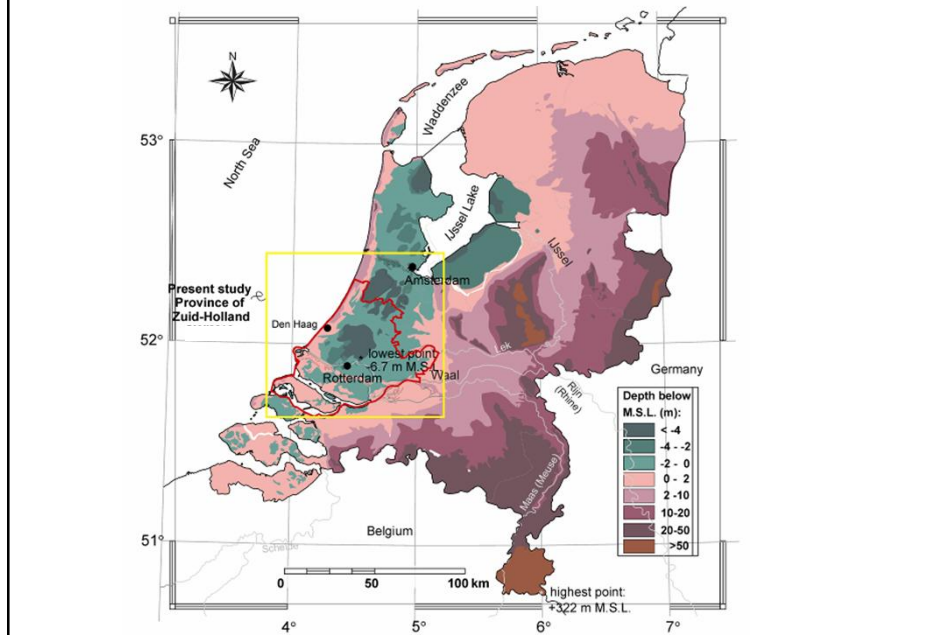 N
Waddenzee
53°
North Sea
IJssel Lake
IJssel
Amsterdam
Present study
Province of
Zuid-Holland
Den Haag
52°
lowest point
-6.7 m M.S.
Lek
Rotterdam
Waal
Germany
Rijn
(Rhine)
Depth below
M.S.L. (m):
< -4
-4 - -2
-2 - 0
0 - 2
2 -10
10-20
20-50
>50
Maas (Meuse)
Belgium
51°
Schelde
0 50 100 km
highest point:
+322 m M.S.L.
4° 5° 6° 7°